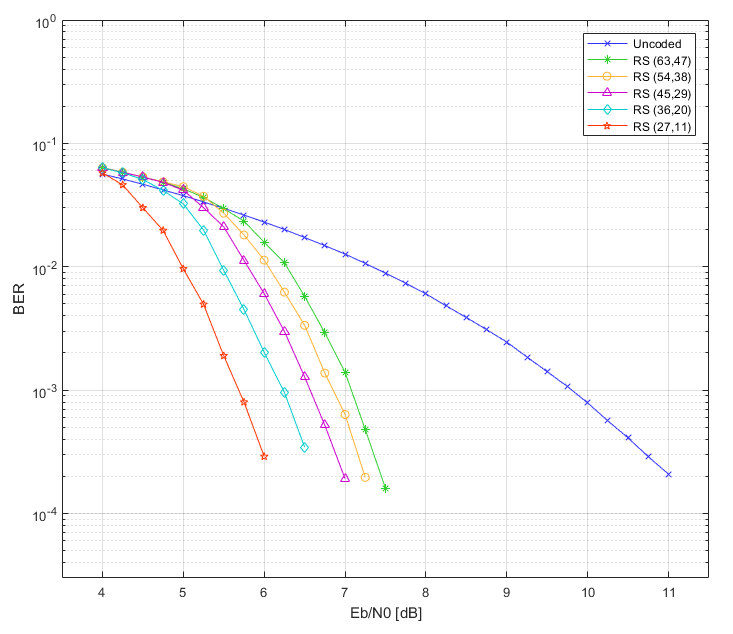 10^0
10^-1
10^-2
10^-3
10^-4
BER
Uncoded
RS (63,47)
RS (54,38)
RS (45,29)
RS (36,20)
RS (27,11)
4 5 6 7 8 9 10 11
Eb/N0 [dB]